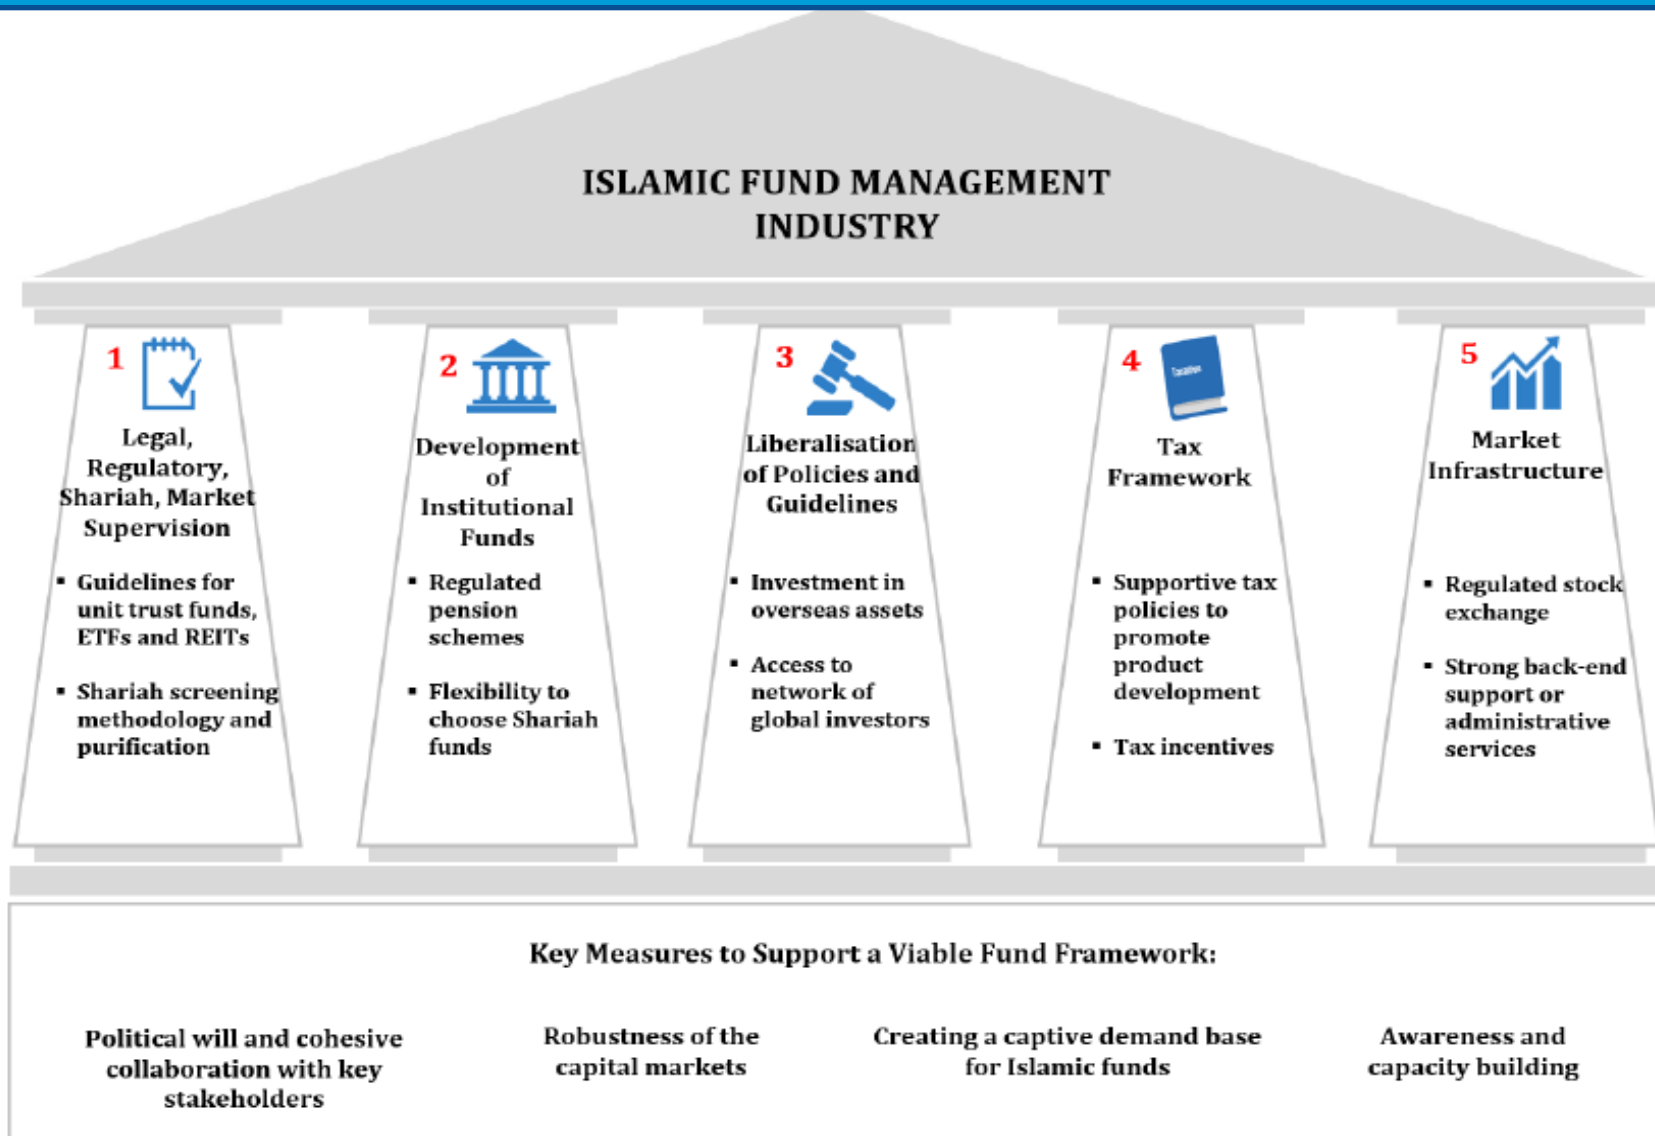 ISLAMIC FUND MANAGEMENT
INDUSTRY
1
Legal,
Regulatory,
Shariah, Market
Supervision
▪ Guidelines for
unit trust funds,
ETFs and REITs
▪ Shariah screening
methodology and
purification
2
Development
of
Institutional
Funds
▪ Regulated
pension
schemes
▪ Flexibility to
choose Shariah
funds
3
Liberalisation
of Policies and
Guidelines
▪ Investment in
overseas assets
▪ Access to
network of
global investors
4
Taxation
Tax
Framework
▪ Supportive tax
policies to
promote
product
development
▪ Tax incentives
5
Market
Infrastructure
▪ Regulated stock
exchange
▪ Strong back-end
support or
administrative
services
Key Measures to Support a Viable Fund Framework:
Political will and cohesive
collaboration with key
stakeholders
Robustness of the
capital markets
Creating a captive demand base
for Islamic funds
Awareness and
capacity building